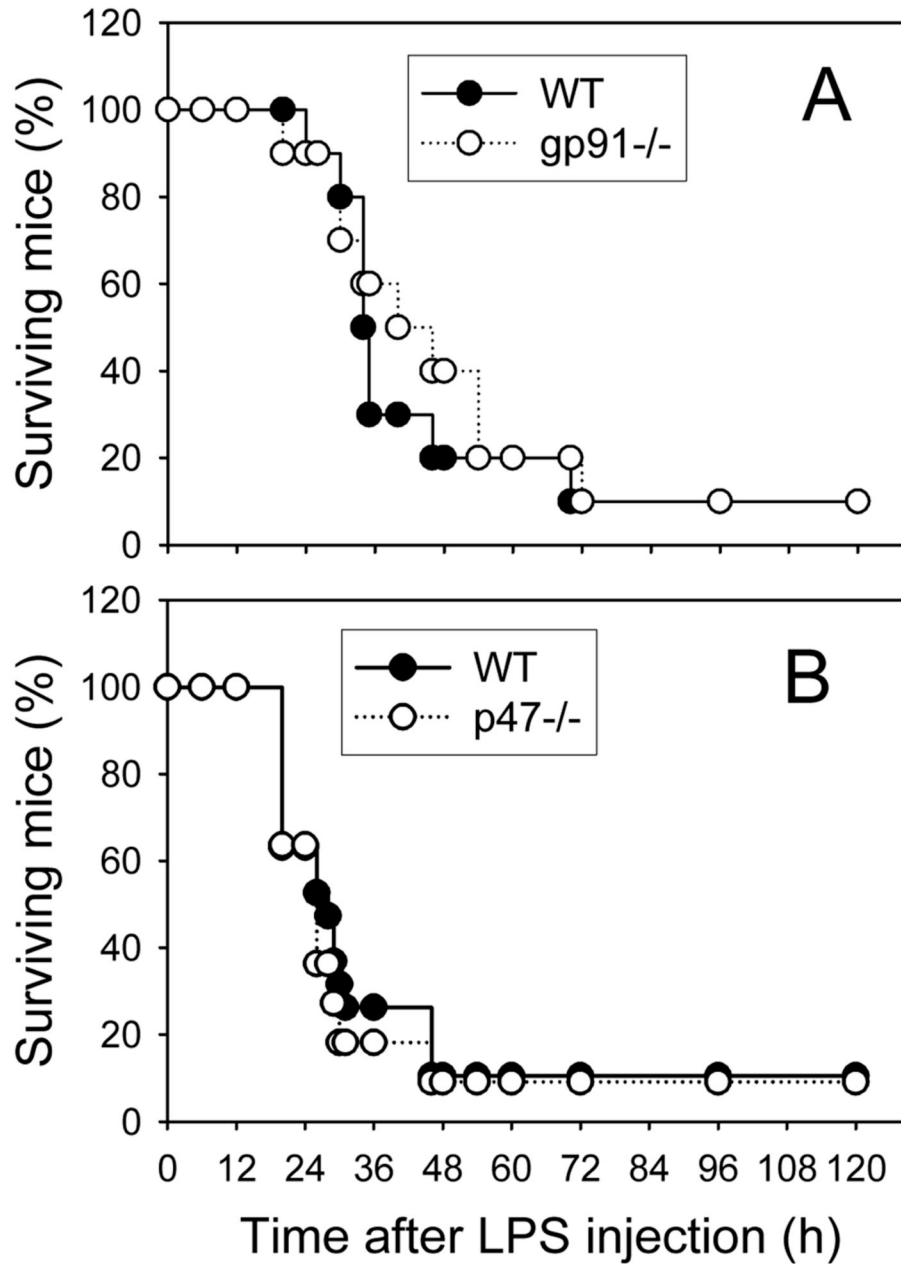 120
100
80
60
40
20
0
Surviving mice (%)
WT
gp91-/-
A
120
100
80
60
40
20
0
Surviving mice (%)
WT
p47-/-
B
0 12 24 36 48 60 72 84 96 108 120
Time after LPS injection (h)